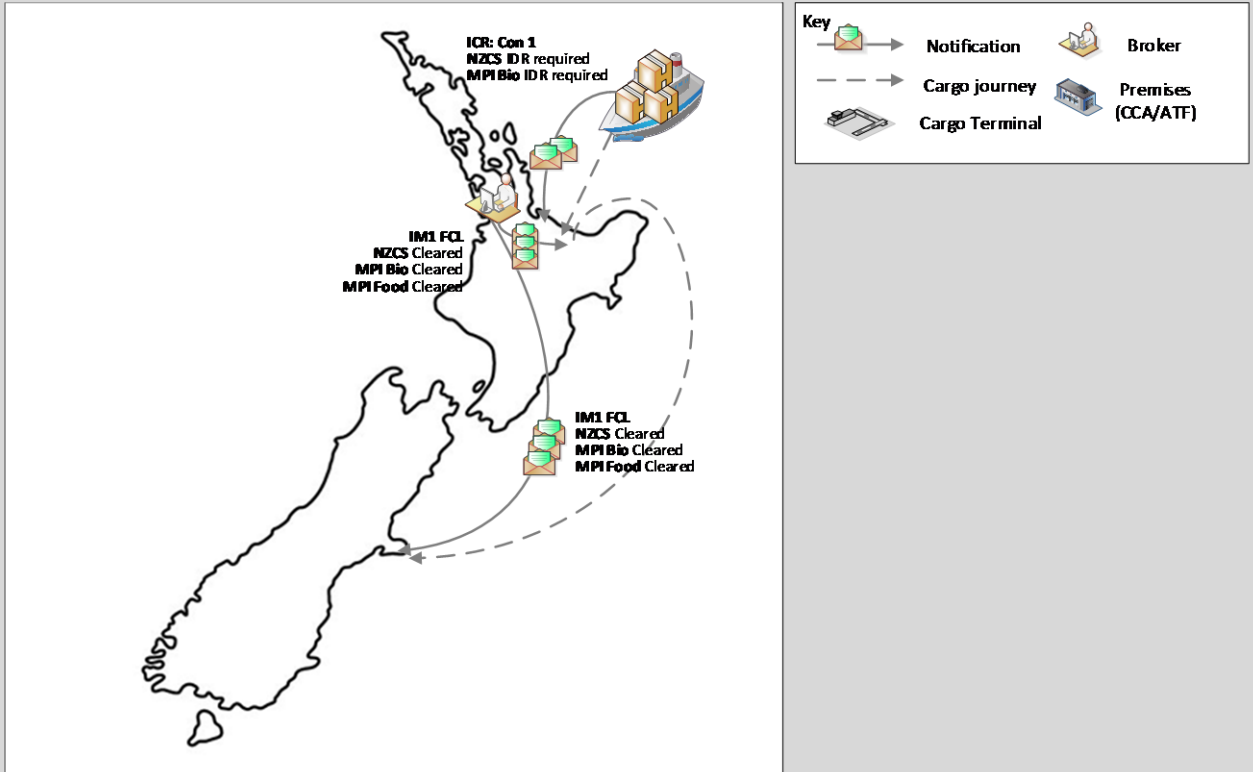 ICR: Con 1
NZCS IDR required
MPI Bio IDR required
IM1 FCL
NZCS Cleared
MPI Bio Cleared
MPI Food Cleared
IM1 FCL
NZCS Cleared
MPI Bio Cleared
MPI Food Cleared
Key
Notification
Cargo journey
Cargo Terminal
Broker
Premises
(CCA/ATF)